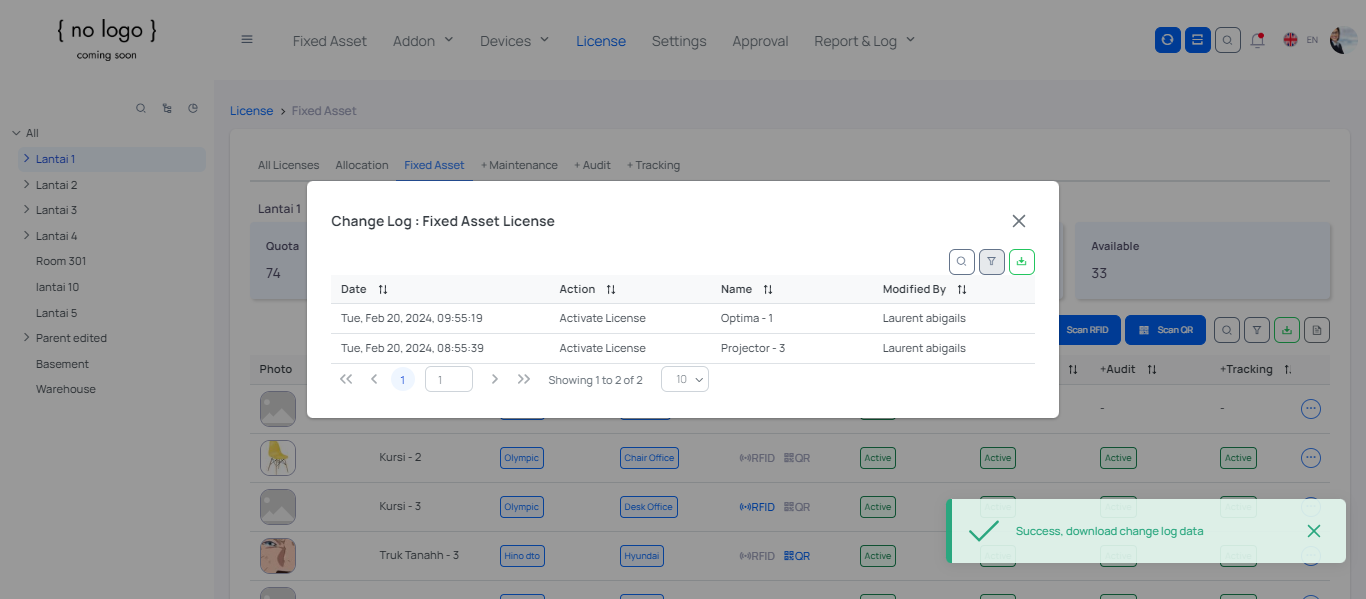 { no logo }
coming soon
Fixed Asset Addon Devices License Settings Approval Report & Log EN
License > Fixed Asset
All
Lantai 1
Lantai 2
Lantai 3
Lantai 4
Room 301
lantai 10
Lantai 5
Parent edited
Basement
Warehouse
All Licenses Allocation Fixed Asset + Maintenance + Audit + Tracking
Lantai 1
Quota
74
Available
33
Scan RFID Scan QR
Change Log : Fixed Asset License
Date Action Name Modified By
Tue, Feb 20, 2024, 09:55:19 Activate License Optima - 1 Laurent abigails
Tue, Feb 20, 2024, 08:55:39 Activate License Projector - 3 Laurent abigails
1 1 Showing 1 to 2 of 2 10
Photo +Audit +Tracking
- -
Kursi - 2 Olympic Chair Office RFID QR Active Active Active Active
Kursi - 3 Olympic Desk Office RFID QR Active Active Active Active
Truk Tanahh - 3 Hino dto Hyundai RFID QR Active Active Active Active
Success, download change log data